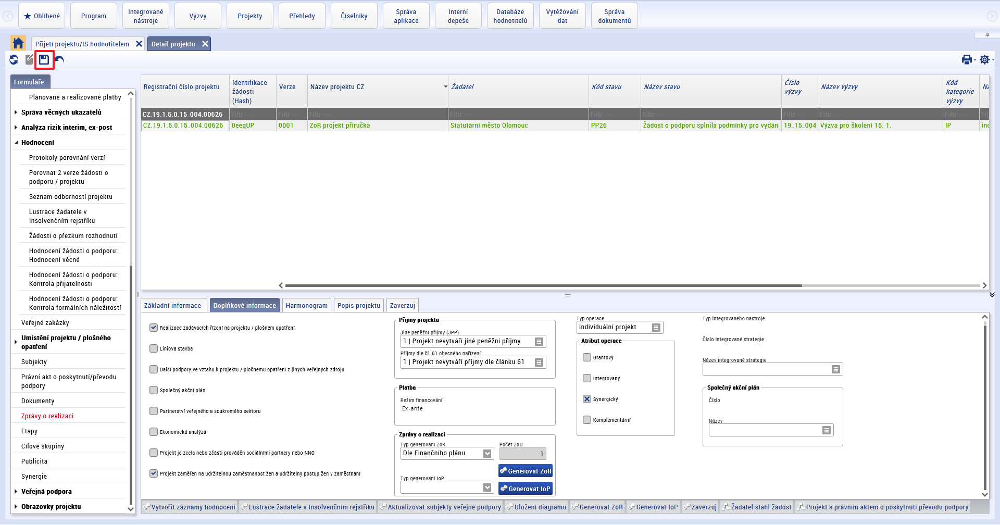 Oblíbené
Program
Integrované
nástroje
Výzvy
Projekty
Přehledy
Číselníky
Správa
aplikace
Interní
depeše
Databáze
hodnotitelů
Vytěžování
dat
Správa
dokumentů
Přijetí projektu/IS hodnotitelem
Detail projektu
Formuláře
Plánované a realizované platby
Správa věcných ukazatelů
Analýza rizik interim, ex-post
Hodnocení
Protokoly porovnání verzí
Porovnat 2 verze žádosti o
podporu / projektu
Seznam odborností projektu
Lustrace žadatele v
Insolvenčním rejstříku
Žádosti o přezkum rozhodnutí
Hodnocení žádosti o podporu:
Hodnocení věcné
Hodnocení žádosti o podporu:
Kontrola přijatelnosti
Hodnocení žádosti o podporu:
Kontrola formálních náležitostí
Veřejné zakázky
Umístění projektu / plošného
opatření
Subjekty
Právní akt o poskytnutí/převodu
podpory
Dokumenty
Zprávy o realizaci
Etapy
Cílové skupiny
Publicita
Synergie
Veřejná podpora
Obrazovky projektu
Registrační číslo projektu
Identifikace
žádosti
(Hash)
Verze
Název projektu CZ
Žadatel
Kód stavu
Název stavu
Číslo
výzvy
Název výzvy
Kód
kategorie
výzvy
Ná
CZ.19.1.5.0.15_004.00626 Filtr --- Filtr --- Filtr --- Filtr --- Filtr --- Filtr --- Filtr --- Filtr --- Filtr --- Fil
CZ.19.1.5.0.15_004.00626 0eeqUP 0001 ZoR projekt příručka Statutární město Olomouc PP26 Žádost o podporu splnila podmínky pro vydání 19_15_004 Výzva pro školení 15. 1. IP inc
Základní informace
Doplňkové informace
Harmonogram
Popis projektu
Zaverzuj
Realizace zadávacích řízení na projektu / plošném opatření
Liniová stavba
Další podpory ve vztahu k projektu / plošnému opatření z jiných veřejných zdrojů
Společný akční plán
Partnerství veřejného a soukromého sektoru
Ekonomická analýza
Projekt je zcela nebo zčásti prováděn sociálními partnery nebo NNO
Projekt zaměřen na udržitelnou zaměstnanost žen a udržitelný postup žen v zaměstnání
Příjmy projektu
Jiné peněžní příjmy (JPP)
1 | Projekt nevytváří jiné peněžní příjmy
Příjmy dle čl. 61 obecného nařízení
1 | Projekt nevytváří příjmy dle článku 61
Platba
Režim financování
Ex-ante
Zprávy o realizaci
Typ generování ZoR
Počet ZoU
Dle Finančního plánu
1
Generovat ZoR
Typ generování IoP
Generovat IoP
Typ operace
individuální projekt
Atribut operace
Grantový
Integrovaný
Synergický
Komplementární
Typ integrovaného nástroje
Číslo integrované strategie
Název integrované strategie
Společný akční plán
Číslo
Název
Vytvořit záznamy hodnocení
Lustrace žadatele v Insolvenčním rejstříku
Aktualizovat subjekty veřejné podpory
Uložení diagramu
Generovat ZoR
Generovat IoP
Zaverzuj
Žadatel stáhl žádost
Projekt s právním aktem o poskytnutí převodu podpory